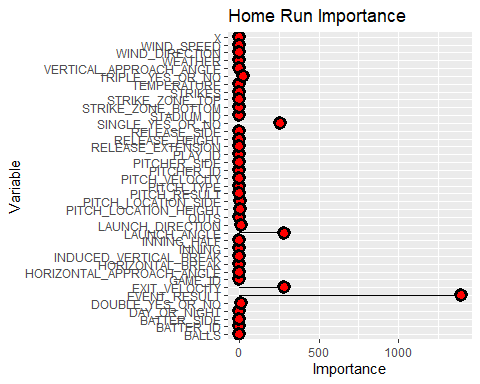 Home Run Importance
X
WIND_SPEED
WIND_DIRECTION
WEATHER
VERTICAL_APPROACH_ANGLE
TRIPLE_YES_OR_NO
TEMPERATURE
STRIKES
STRIKE_ZONE_TOP
STRIKE_ZONE_BOTTOM
STADIUM_ID
SINGLE_YES_OR_NO
RELEASE_SIDE
RELEASE_HEIGHT
RELEASE_EXTENSION
PLAY_ID
PITCHER_SIDE
PITCHER_ID
PITCH_VELOCITY
PITCH_TYPE
PITCH_RESULT
PITCH_LOCATION_SIDE
PITCH_LOCATION_HEIGHT
OUTS
LAUNCH_DIRECTION
LAUNCH_ANGLE
INNING_HALF
INNING
INDUCED_VERTICAL_BREAK
HORIZONTAL_BREAK
HORIZONTAL_APPROACH_ANGLE
GAME_ID
EXIT_VELOCITY
EVENT_RESULT
DOUBLE_YES_OR_NO
DAY_OR_NIGHT
BATTER_SIDE
BATTER_ID
BALLS
Variable
0 500 1000
Importance